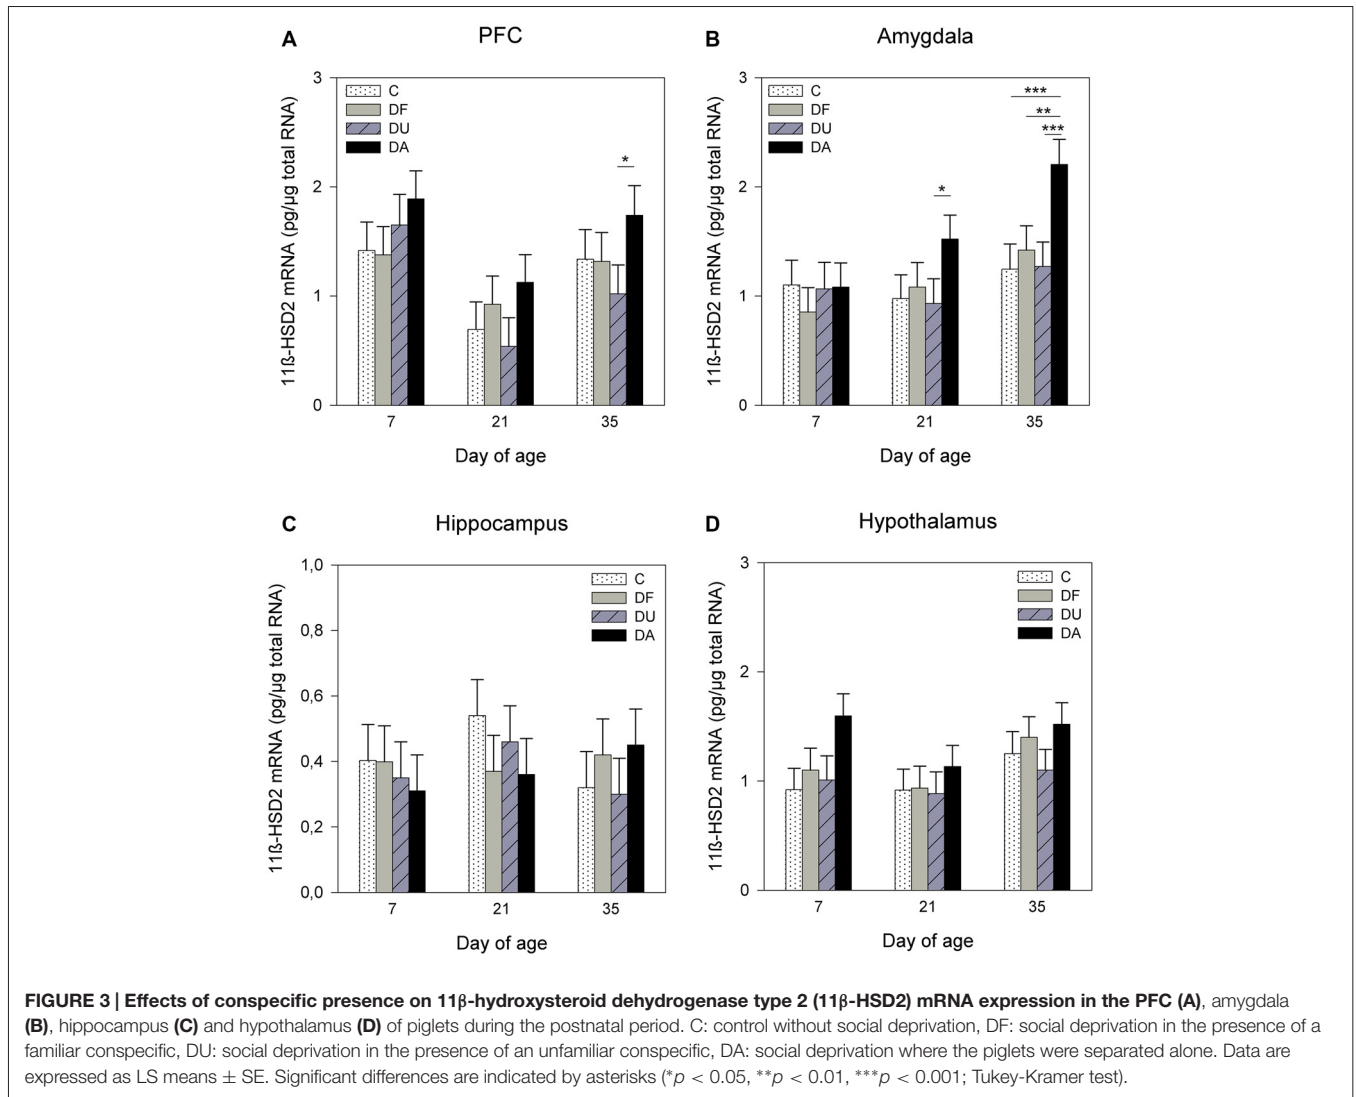 A
PFC
11ß-HSD2 mRNA (pg/µg total RNA)
3
2
1
0
C
DF
DU
DA
*
7
21
35
Day of age
B
Amygdala
11ß-HSD2 mRNA (pg/µg total RNA)
3
2
1
0
C
DF
DU
DA
*
***
**
***
7
21
35
Day of age
C
Hippocampus
11ß-HSD2 mRNA (pg/µg total RNA)
1,0
0,8
0,6
0,4
0,2
0,0
C
DF
DU
DA
7
21
35
Day of age
D
Hypothalamus
11ß-HSD2 mRNA (pg/µg total RNA)
3
2
1
0
C
DF
DU
DA
7
21
35
Day of age
FIGURE 3 | Effects of conspecific presence on 11β-hydroxysteroid dehydrogenase type 2 (11β-HSD2) mRNA expression in the PFC (A), amygdala
(B), hippocampus (C) and hypothalamus (D) of piglets during the postnatal period. C: control without social deprivation, DF: social deprivation in the presence of a
familiar conspecific, DU: social deprivation in the presence of an unfamiliar conspecific, DA: social deprivation where the piglets were separated alone. Data are
expressed as LS means ± SE. Significant differences are indicated by asterisks (*p < 0.05, **p < 0.01, ***p < 0.001; Tukey-Kramer test).